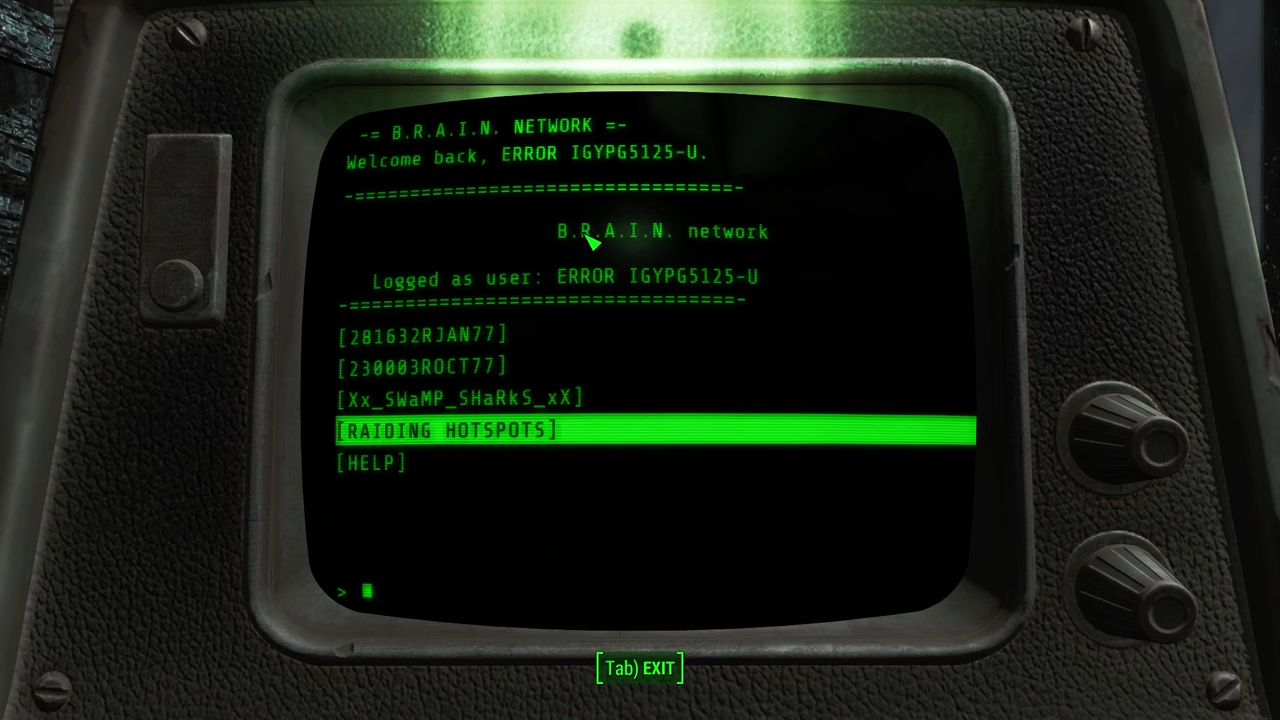 -= B.R.A.I.N. NETWORK =-
Welcome back, ERROR IGYPG5125-U.
-==================================-
B.R.A.I.N. network
Logged as user: ERROR IGYPG5125-U
-==================================-
[281632RJAN77]
[230003ROCT77]
[Xx_SWaMP_SHaRkS_xX]
[RAIDING HOTSPOTS]
[HELP]
>
[Tab) EXIT]